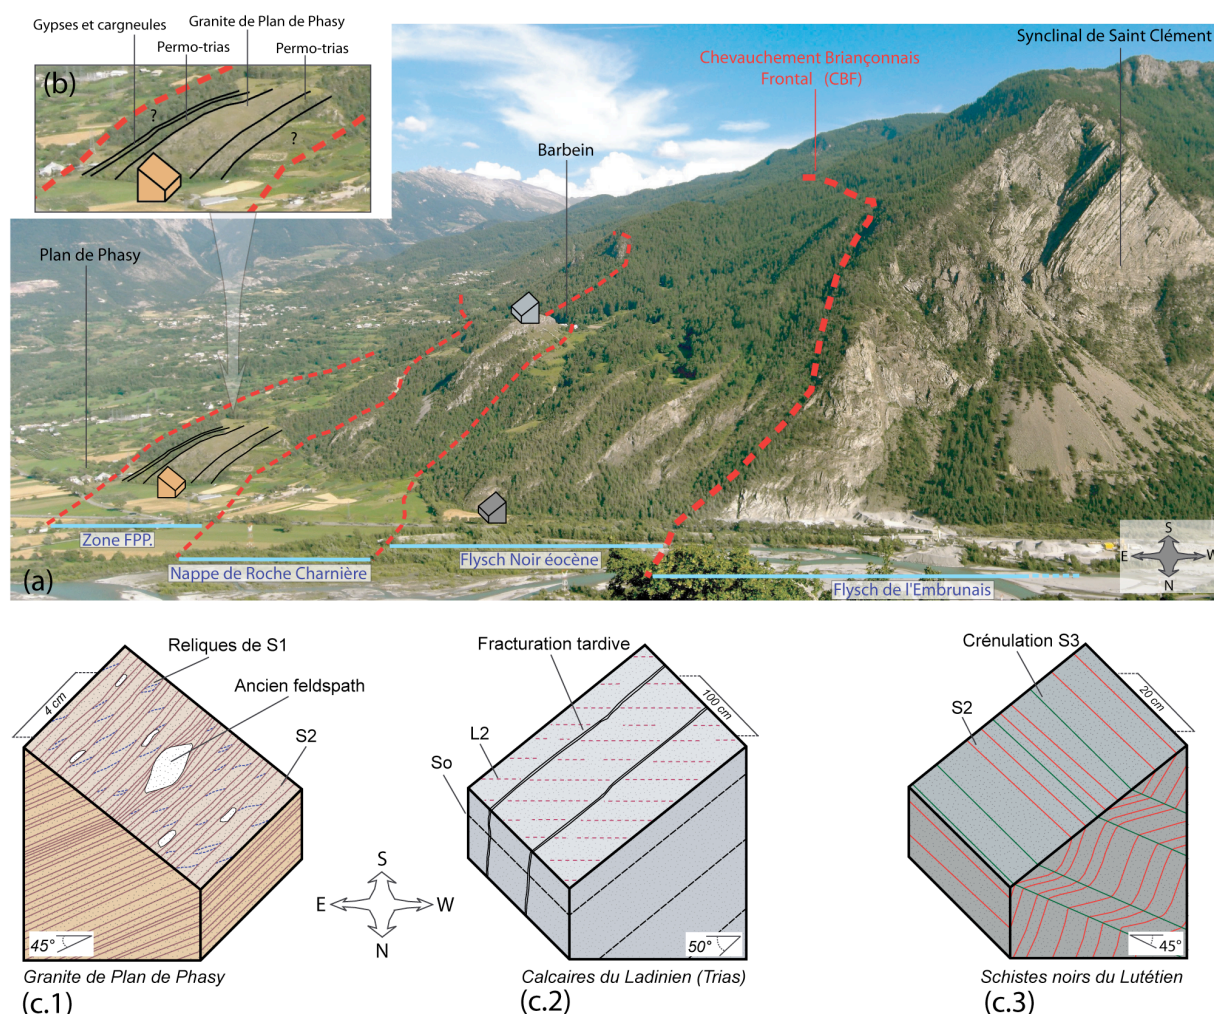 Gypses et cargneules
Granite de Plan de Phasy
Permo-trias
Permo-trias
(b)
?
?
Chevauchement Briançonnais
Frontal (CBF)
Synclinal de Saint Clément
Barbein
Plan de Phasy
Zone FPP.
Nappe de Roche Charnière
Flysch Noir éocène
Flysch de l'Embrunais
S
E
W
N
(a)
Reliques de S1
Ancien feldspath
S2
4 cm
45°
Granite de Plan de Phasy
(c.1)
S
E
W
N
Fracturation tardive
L2
So
100 cm
50°
Calcaires du Ladinien (Trias)
(c.2)
Crénulation S3
S2
20 cm
45°
Schistes noirs du Lutétien
(c.3)